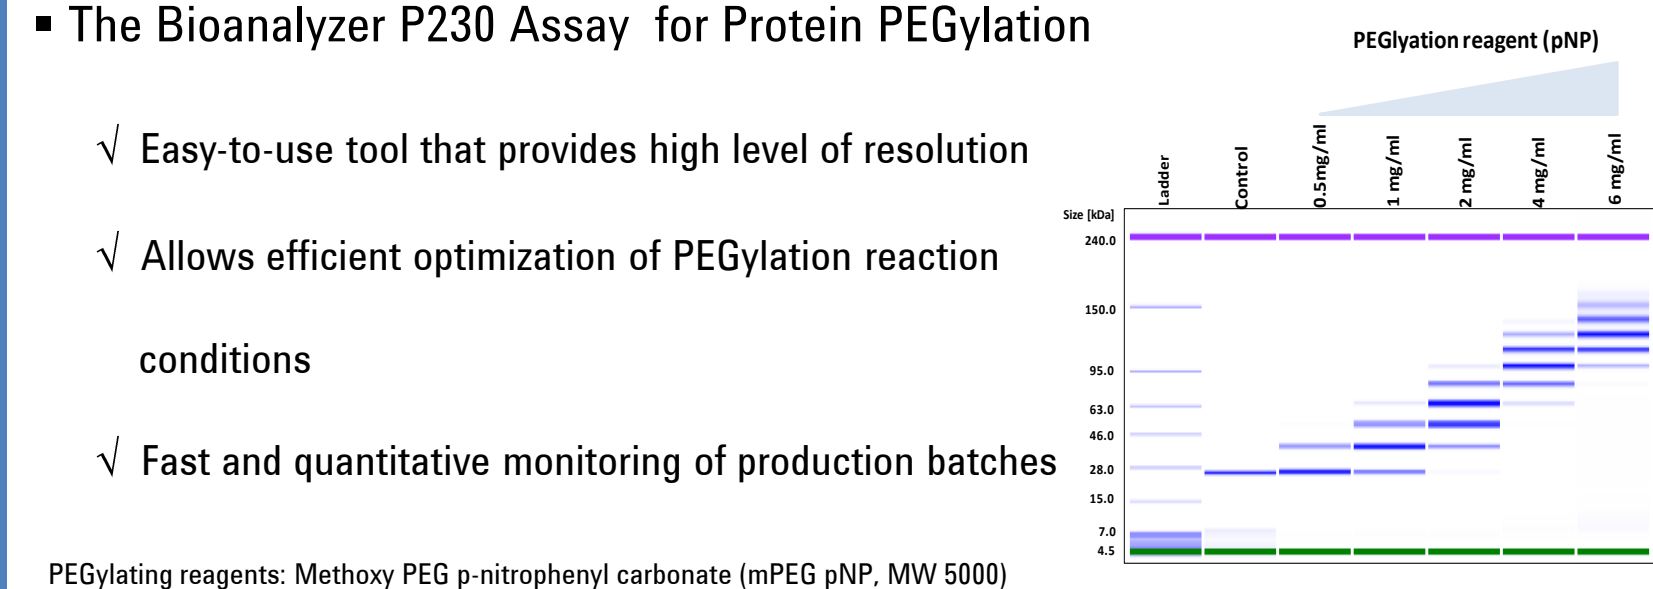 ▪ The Bioanalyzer P230 Assay for Protein PEGylation
√ Easy-to-use tool that provides high level of resolution
√ Allows efficient optimization of PEGylation reaction
conditions
√ Fast and quantitative monitoring of production batches
PEGylating reagents: Methoxy PEG p-nitrophenyl carbonate (mPEG pNP, MW 5000)
PEGlyation reagent (pNP)
Ladder
Control
0.5mg/ml
1 mg/ml
2 mg/ml
4 mg/ml
6 mg/ml
Size [kDa]
240.0
150.0
95.0
63.0
46.0
28.0
15.0
7.0
4.5